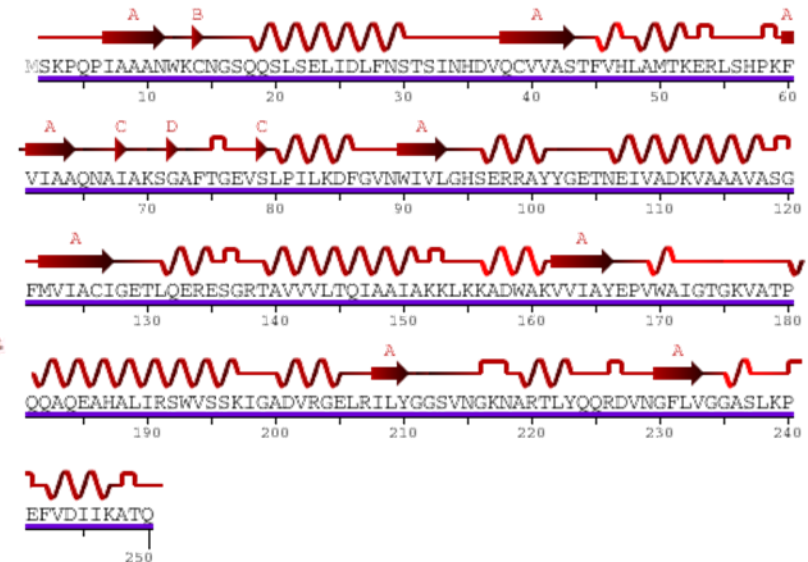 A B A A
MSKPQPIAAANWKCNGSQQSLSELIDLFNSTSINHDVQCVVASTFVHLAMTKERLSHPKF
10 20 30 40 50 60
A C D C A
VIAAQNAIAKSGAFTGEVSLPILKDFGVNWIVLGHSERRAYYGETNEIVADKVAAAVASG
70 80 90 100 110 120
A A
FMVIACIGETLQERESGRTAVVVLTQIAAIAKKLKKADWAKVVIAYEPVWAIGTGKVATP
130 140 150 160 170 180
A A
QQAQEAHALIRSWVSSKIGADVRGELRILYGGSVNGKNARTLYQQRDVNGFLVGGASLKP
190 200 210 220 230 240
EFVDIIKATQ
250